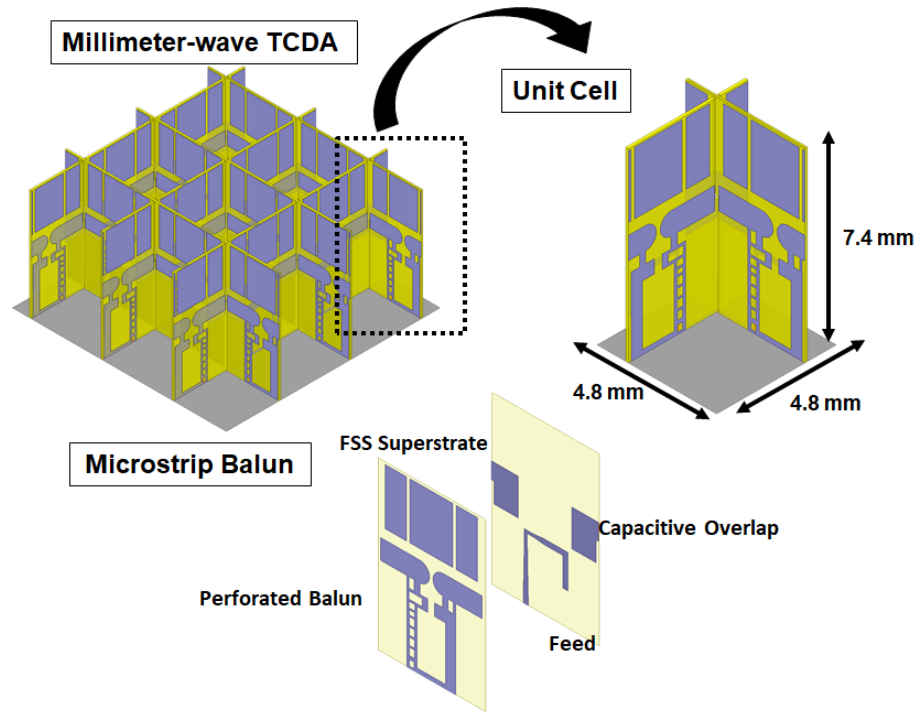 Millimeter-wave TCDA
Unit Cell
7.4 mm
4.8 mm
4.8 mm
Microstrip Balun
FSS Superstrate
Capacitive Overlap
Perforated Balun
Feed